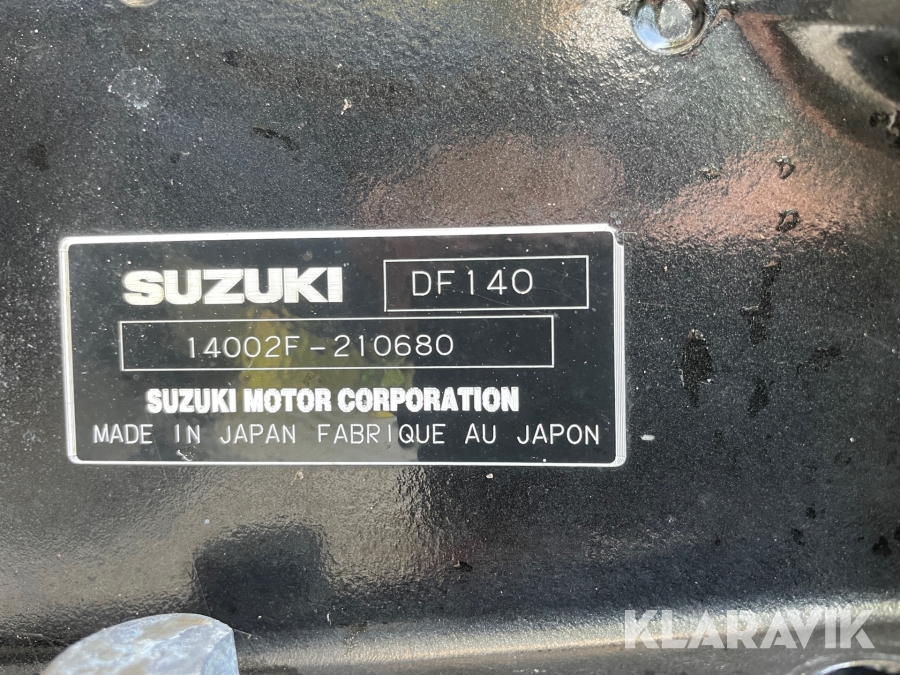 SUZUKI DF140
14002F-210680
SUZUKI MOTOR CORPORATION
MADE IN JAPAN FABRIQUE AU JAPON
KLARAVIK